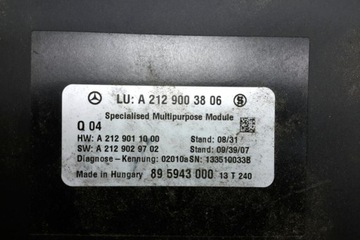 LU: A 212 900 38 06
Specialised Multipurpose Module
Q 04
HW: A 212 901 10 00 Stand: 08/31
SW: A 212 902 97 02 Stand: 09/39/07
Diagnose - Kennung: 02010a SN: 133510033B
Made in Hungary 89 5943 000 13 T 240